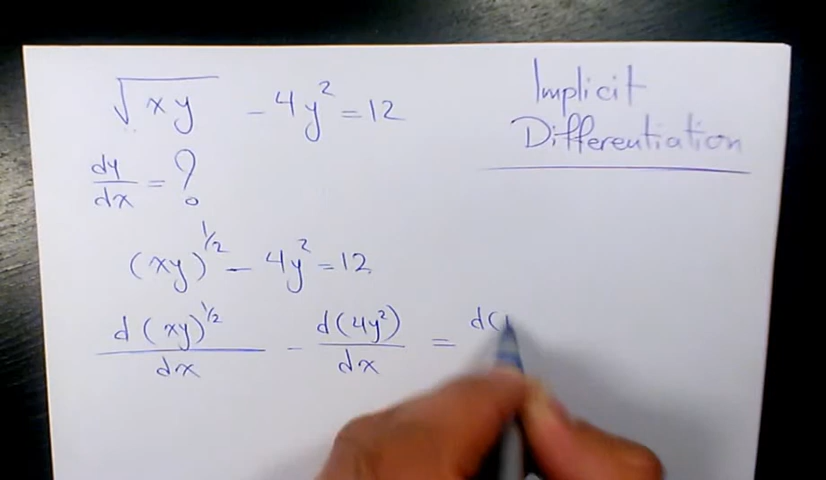 √xy - 4y² = 12
Implicit
Differentiation
dy/dx = ?
(xy)^1/2 - 4y² = 12
d(xy)^1/2/dx - d(4y²)/dx = d(